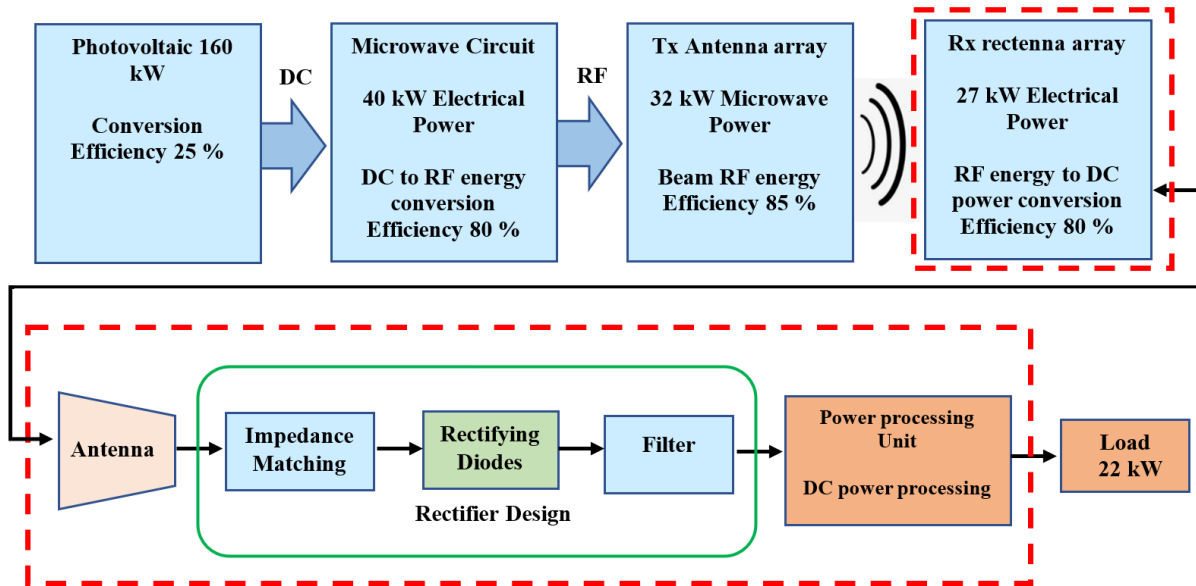 Photovoltaic 160
kW
Conversion
Efficiency 25 %
DC
Microwave Circuit
40 kW Electrical
Power
DC to RF energy
conversion
Efficiency 80 %
RF
Tx Antenna array
32 kW Microwave
Power
Beam RF energy
Efficiency 85 %
Rx rectenna array
27 kW Electrical
Power
RF energy to DC
power conversion
Efficiency 80 %
Antenna
Impedance
Matching
Rectifying
Diodes
Filter
Rectifier Design
Power processing
Unit
DC power processing
Load
22 kW